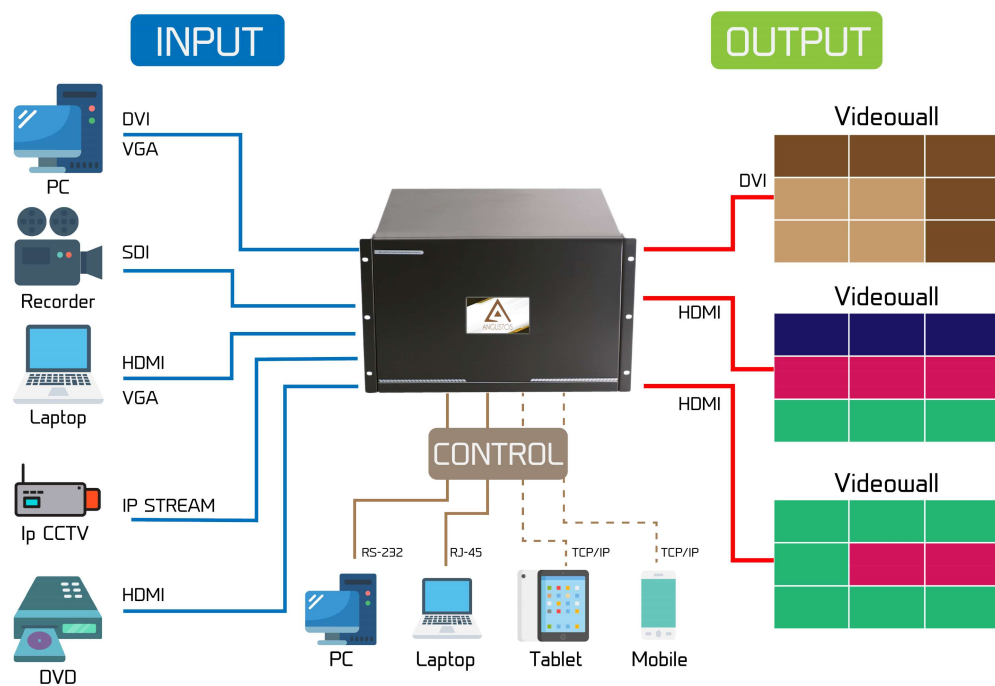 INPUT
OUTPUT
DVI
VGA
PC
SDI
Recorder
HDMI
VGA
Laptop
IP STREAM
Ip CCTV
HDMI
DVD
ANGUSTOS
CONTROL
RS-232
RJ-45
TCP/IP
TCP/IP
PC
Laptop
Tablet
Mobile
Videowall
DVI
Videowall
HDMI
HDMI
Videowall